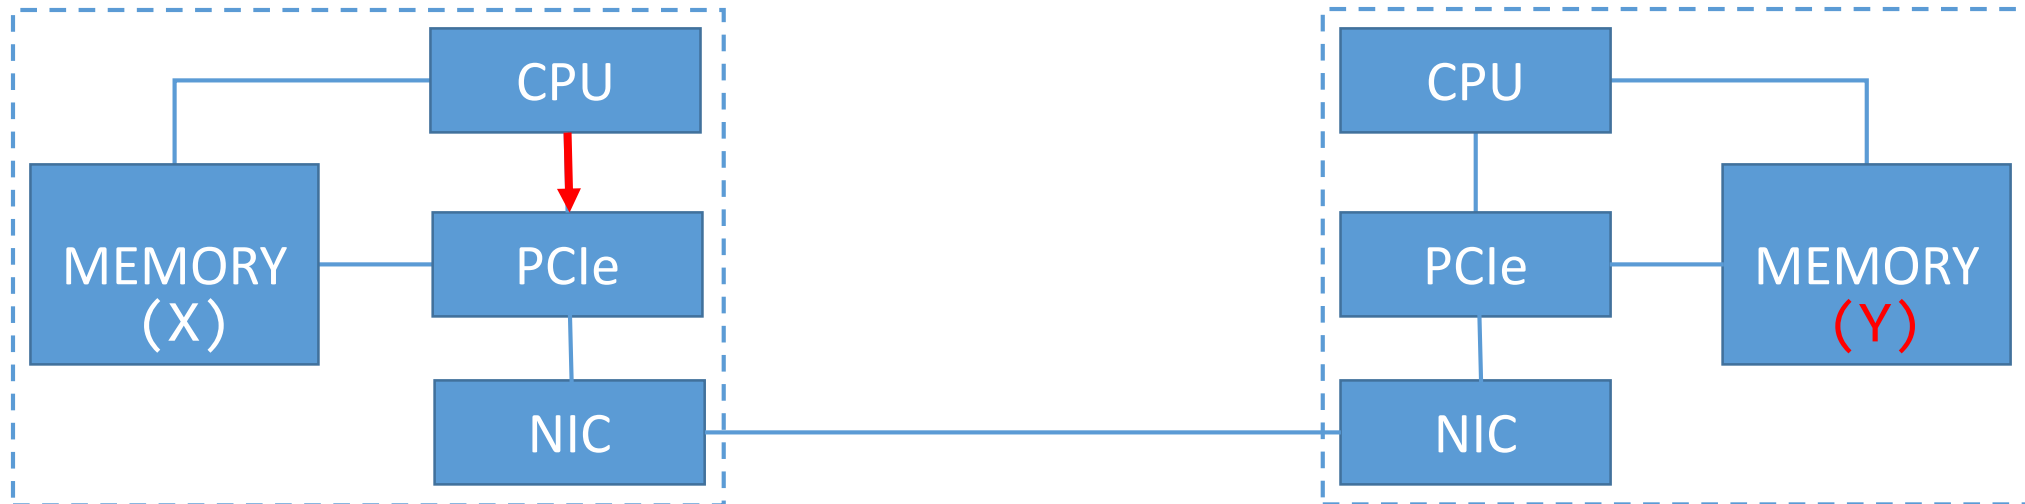 CPU
MEMORY
(X)
PCIe
NIC
CPU
PCIe
MEMORY
(Y)
NIC